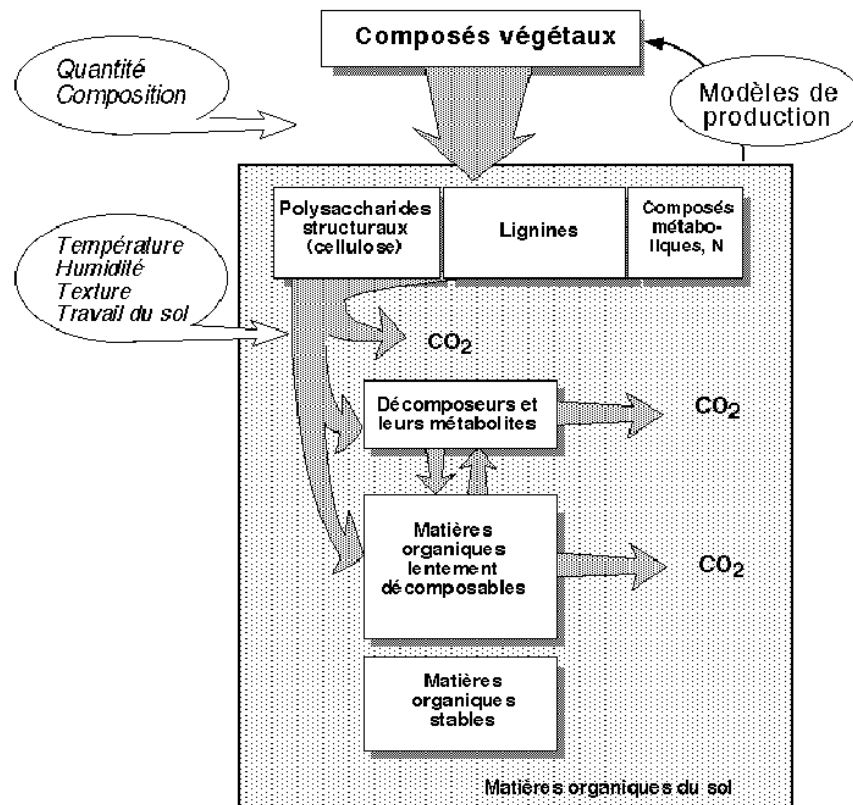 Composés végétaux
Quantité
Composition
Modèles de
production
Polysaccharides
structuraux
(cellulose)
Lignines
Composés
métabo-
liques, N
Température
Humidité
Texture
Travail du sol
CO2
Décomposeurs et
leurs métabolites
CO2
Matières
organiques
lentement
décomposables
CO2
Matières
organiques
stables
Matières organiques du sol